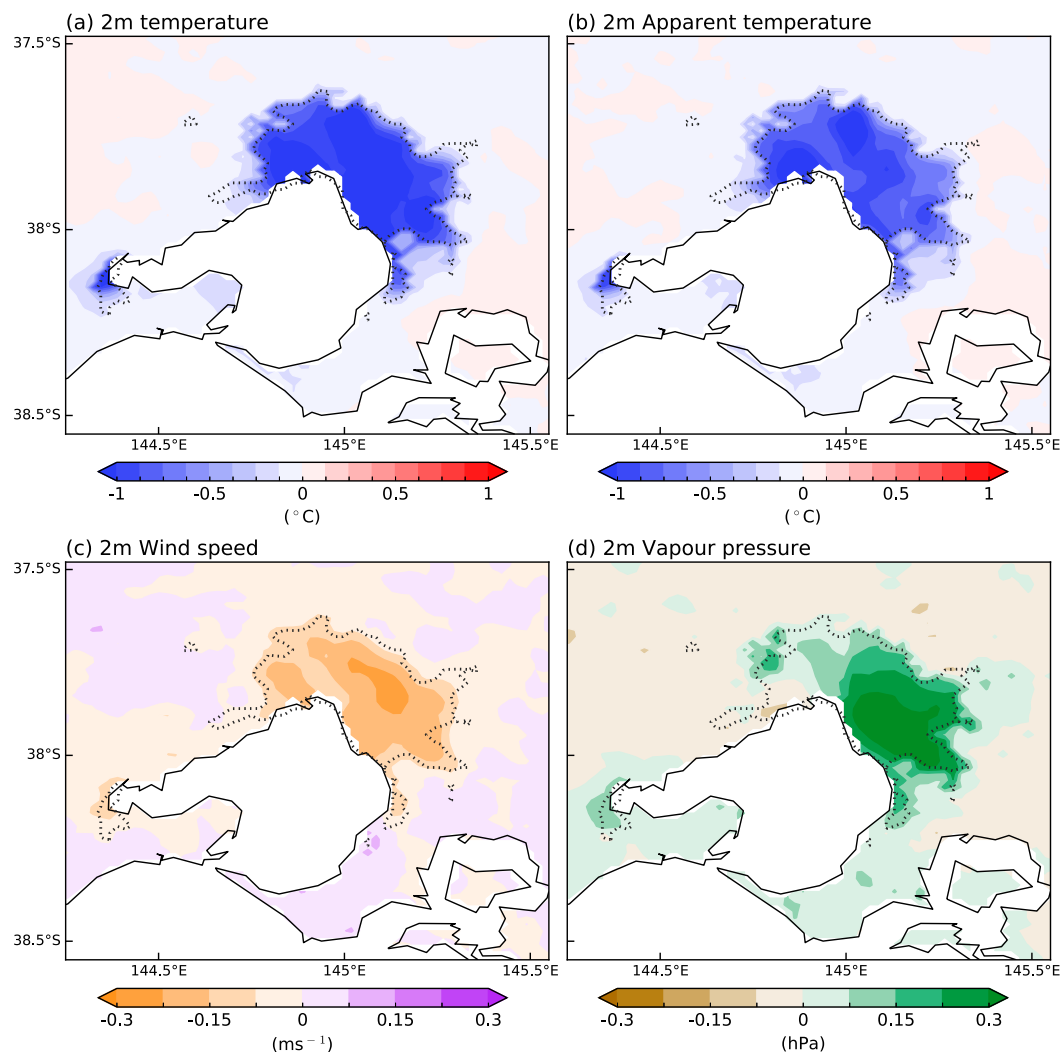 (a) 2m temperature
(b) 2m Apparent temperature
37.5°S
38°S
38.5°S
144.5°E 145°E 145.5°E
144.5°E 145°E 145.5°E
-1 -0.5 0 0.5 1
-1 -0.5 0 0.5 1
(°C)
(°C)
(c) 2m Wind speed
(d) 2m Vapour pressure
37.5°S
38°S
38.5°S
144.5°E 145°E 145.5°E
144.5°E 145°E 145.5°E
-0.3 -0.15 0 0.15 0.3
-0.3 -0.15 0 0.15 0.3
(ms⁻¹)
(hPa)